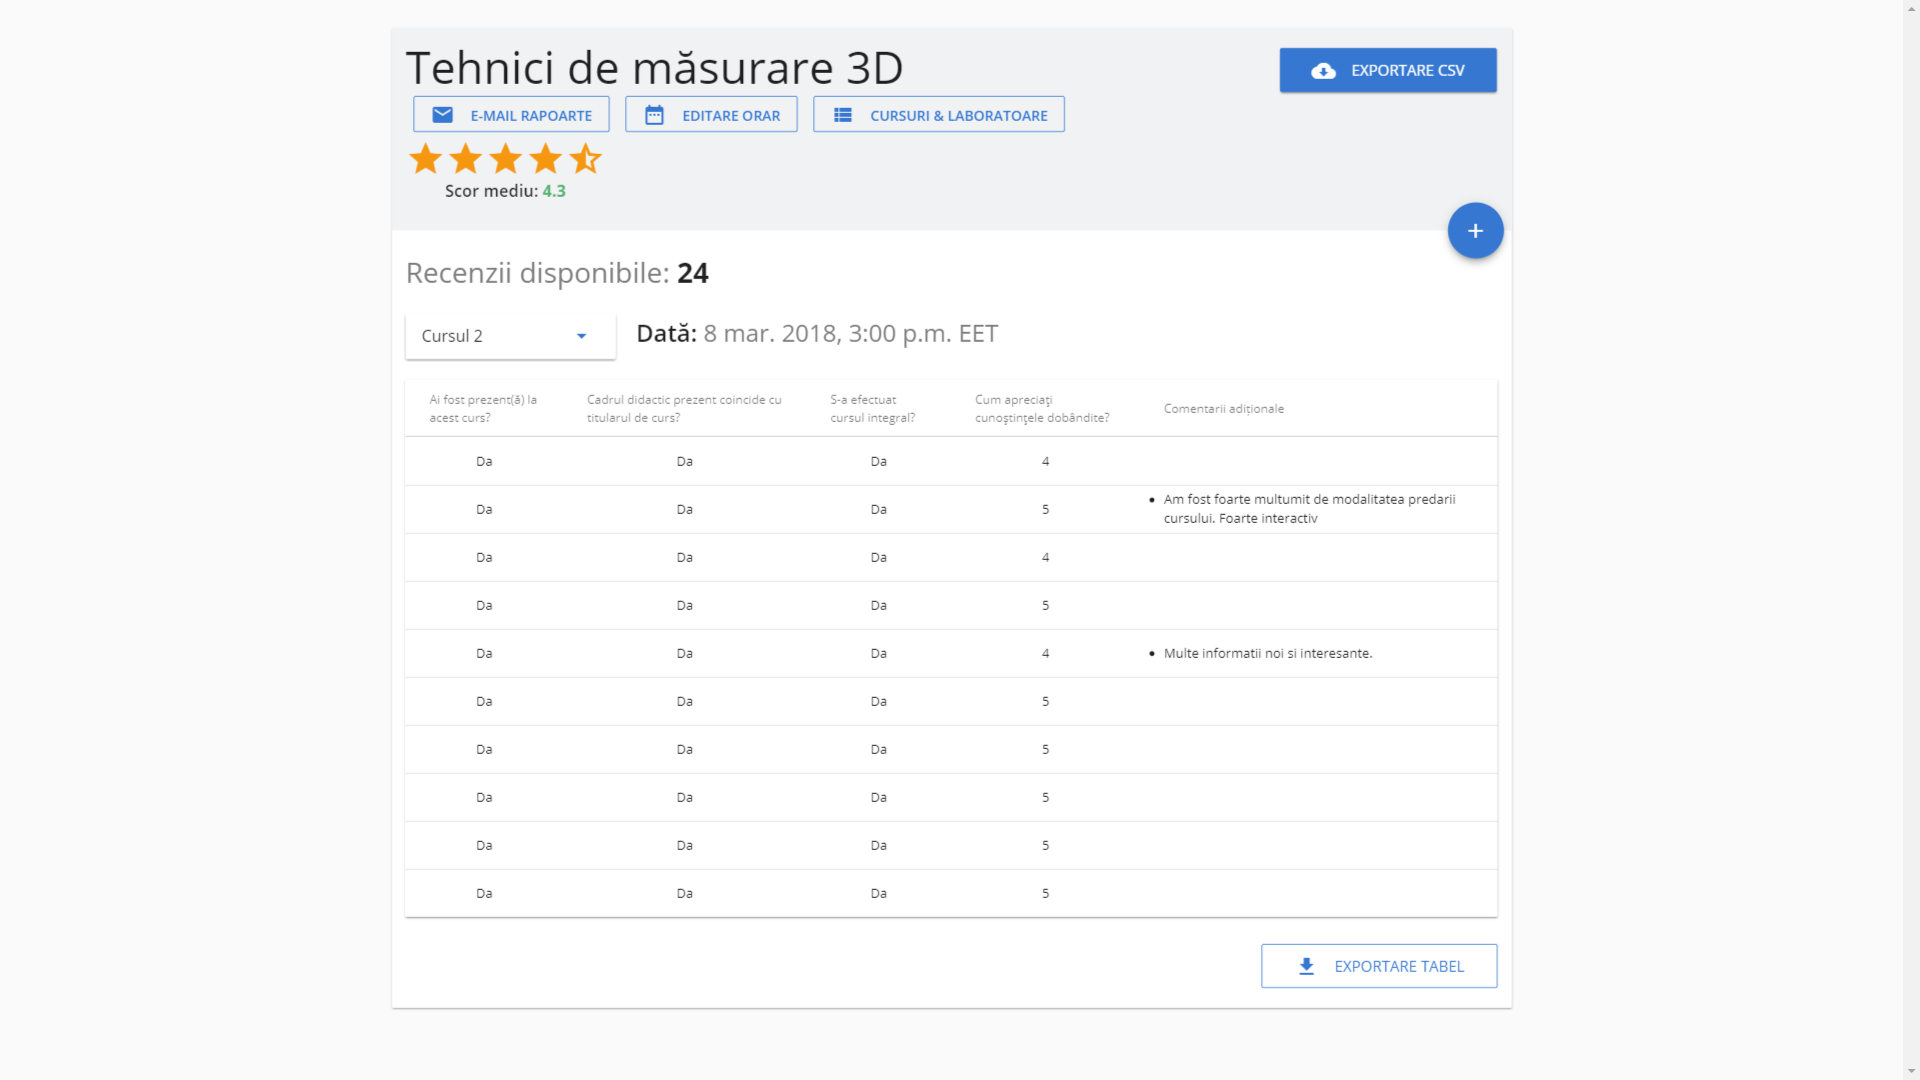 Tehnici de măsurare 3D
EXPORTARE CSV
E-MAIL RAPOARTE
EDITARE ORAR
CURSURI & LABORATOARE
Scor mediu: 4.3
+
Recenzii disponibile: 24
Cursul 2
Dată: 8 mar. 2018, 3:00 p.m. EET
Ai fost prezent(ă) la
acest curs?
Cadrul didactic prezent coincide cu
titularul de curs?
S-a efectuat
cursul integral?
Cum apreciați
cunoștințele dobândite?
Comentarii adiționale
Da Da Da 4
Da Da Da 5
• Am fost foarte multumit de modalitatea predarii
cursului. Foarte interactiv
Da Da Da 4
Da Da Da 5
Da Da Da 4 • Multe informatii noi si interesante.
Da Da Da 5
Da Da Da 5
Da Da Da 5
Da Da Da 5
Da Da Da 5
EXPORTARE TABEL